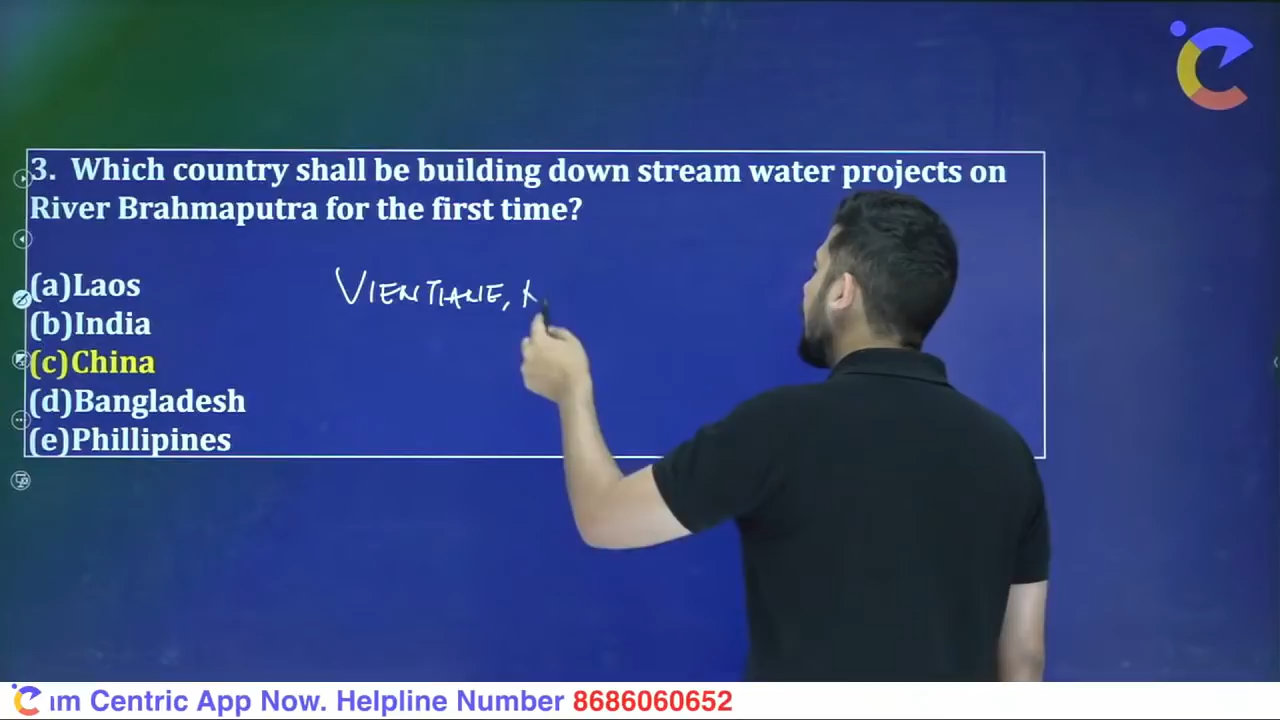 3. Which country shall be building down stream water projects on
River Brahmaputra for the first time?
(a)Laos
VIENTIANE,
(b)India
(c)China
(d)Bangladesh
(e)Phillipines
um Centric App Now. Helpline Number 8686060652